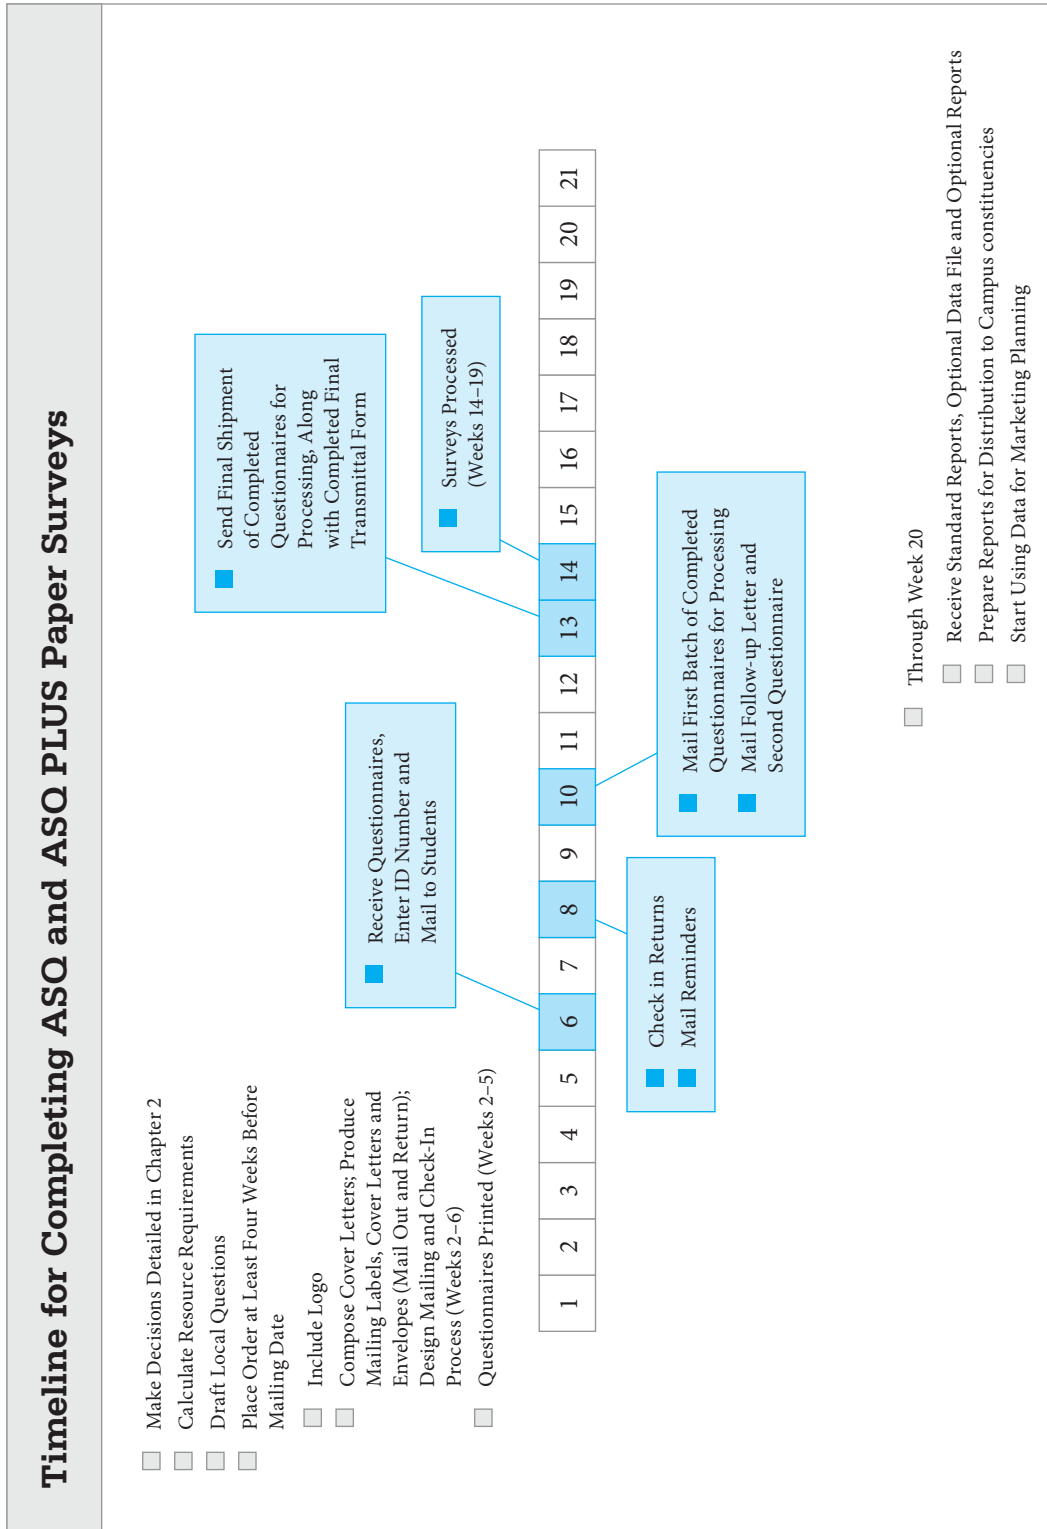 Timeline for Completing ASQ and ASQ PLUS Paper Surveys
Make Decisions Detailed in Chapter 2
Calculate Resource Requirements
Draft Local Questions
Place Order at Least Four Weeks Before
Mailing Date
Include Logo
Compose Cover Letters; Produce
Mailing Labels, Cover Letters and
Envelopes (Mail Out and Return);
Design Mailing and Check-In
Process (Weeks 2–6)
Questionnaires Printed (Weeks 2–5)
Receive Questionnaires,
Enter ID Number and
Mail to Students
Send Final Shipment
of Completed
Questionnaires for
Processing, Along
with Completed Final
Transmittal Form
Surveys Processed
(Weeks 14–19)
1 2 3 4 5 6 7 8 9 10 11 12 13 14 15 16 17 18 19 20 21
Check in Returns
Mail Reminders
Mail First Batch of Completed
Questionnaires for Processing
Mail Follow-up Letter and
Second Questionnaire
Through Week 20
Receive Standard Reports, Optional Data File and Optional Reports
Prepare Reports for Distribution to Campus constituencies
Start Using Data for Marketing Planning